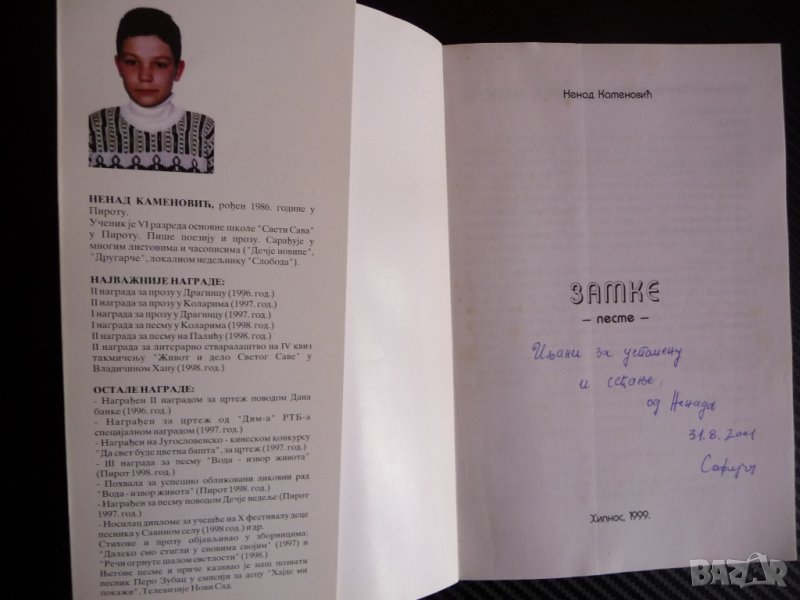 НЕНАД КАМЕНОВИЋ, рођен 1986. године у
Пироту.
Ученик је VI разреда основне школе "Свети Сава"
у Пироту. Пише поезију и прозу. Сарађује у
многим листовима и часописима ("Дечје новине",
"Другарче", локалном недељнику "Слобода").
НАЈВАЖНИЈЕ НАГРАДЕ:
II награда за прозу у Драгинцу (1996. год.)
II награда за прозу у Коларима (1997. год.)
I награда за прозу у Драгинцу (1997. год.)
I награда за песму у Коларима (1998. год.)
II награда за песму на Палићу (1998. год.)
II награда за литерарно стваралаштво на IV квиз
такмичењу "Живот и дело Светог Саве" у
Владичином Хану (1998. год.)
ОСТАЛЕ НАГРАДЕ:
- Награђен II наградом за цртеж поводом Дана
банке (1996. год.)
- Награђен за цртеж од "Дим-а" РТБ-а
специјалном наградом (1997. год.)
- Награђен на Југословенско - кинеском конкурсу
"Да свет буде цветна башта", за цртеж (1997. год.)
- III награда за песму "Вода - извор живота"
(Пирот 1998. год.)
- Похвала за успешно обликовани ликовни рад
"Вода - извор живота" (Пирот 1998. год.)
- Награђен за песму поводом Дечје недеље (Пирот
1997. год.)
- Носилац дипломе за учешће на X фестивалу деце
песника у Савином селу (1998 год.) и др.
Стихове и прозу објављивао у зборницима:
"Далеко смо стигли у сновима својим" (1997) и
"Речи огрнуте шалом светлости" (1998.)
Његове песме и приче казивао је наш познати
песник Перо Зубац у емисији за децу "Хајде ми
покажи", Телевизије Нови Сад.
Ненад Каменовић
ЗАМКЕ
– песме –
Иљани за успомену
и сећање,
од Ненада
31.8.2001
Софија
Хипнос, 1999.
BAZAR